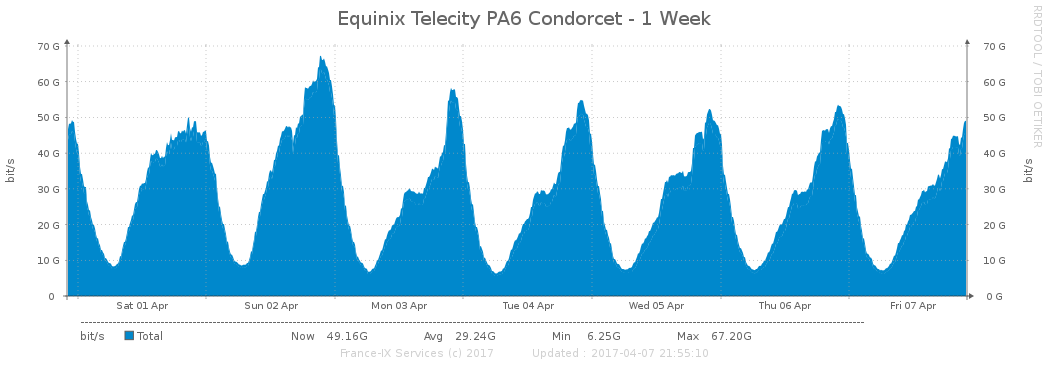 Equinix Telecity PA6 Condorcet - 1 Week
RRDTOOL / TOBI OETIKER
70 G 70 G
60 G 60 G
50 G 50 G
40 G 40 G
30 G 30 G
20 G 20 G
10 G 10 G
0 0 G
bit/s bit/s
Sat 01 Apr Sun 02 Apr Mon 03 Apr Tue 04 Apr Wed 05 Apr Thu 06 Apr Fri 07 Apr
bit/s Total Now 49.16G Avg 29.24G Min 6.25G Max 67.20G
France-IX Services (c) 2017 Updated : 2017-04-07 21:55:10